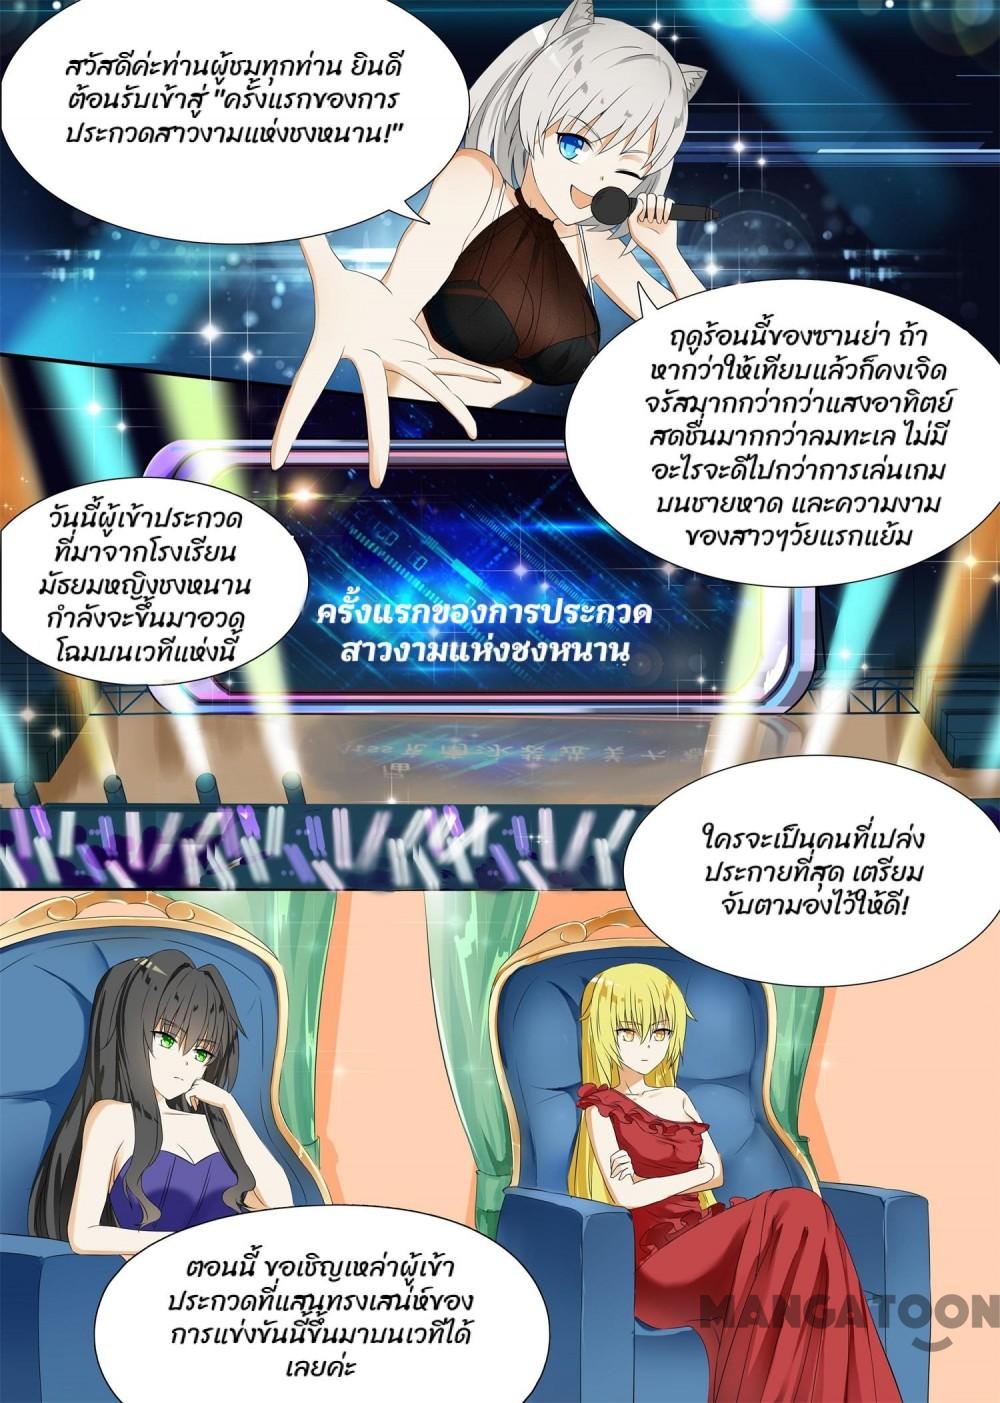 สวัสดีค่ะท่านผู้ชมทุกท่าน ยินดี
ต้อนรับเข้าสู่ "ครั้งแรกของการ
ประกวดสาวงามแห่งชงหนาน!"
ฤดูร้อนนี้ของซานย่า ถ้า
หากว่าให้เทียบแล้วก็คงเจิด
จรัสมากกว่ากว่าแสงอาทิตย์
สดชื่นมากกว่าลมทะเล ไม่มี
อะไรจะดีไปกว่าการเล่นเกม
บนชายหาด และความงาม
ของสาวๆวัยแรกแย้ม
วันนี้ผู้เข้าประกวด
ที่มาจากโรงเรียน
มัธยมหญิงชงหนาน
กำลังจะขึ้นมาอวด
โฉมบนเวทีแห่งนี้
ครั้งแรกของการประกวด
สาวงามแห่งชงหนาน
ใครจะเป็นคนที่เปล่ง
ประกายที่สุด เตรียม
จับตามองไว้ให้ดี!
ตอนนี้ ขอเชิญเหล่าผู้เข้า
ประกวดที่แสนทรงเสน่ห์ของ
การแข่งขันนี้ขึ้นมาบนเวทีได้
เลยค่ะ
MANGATOON